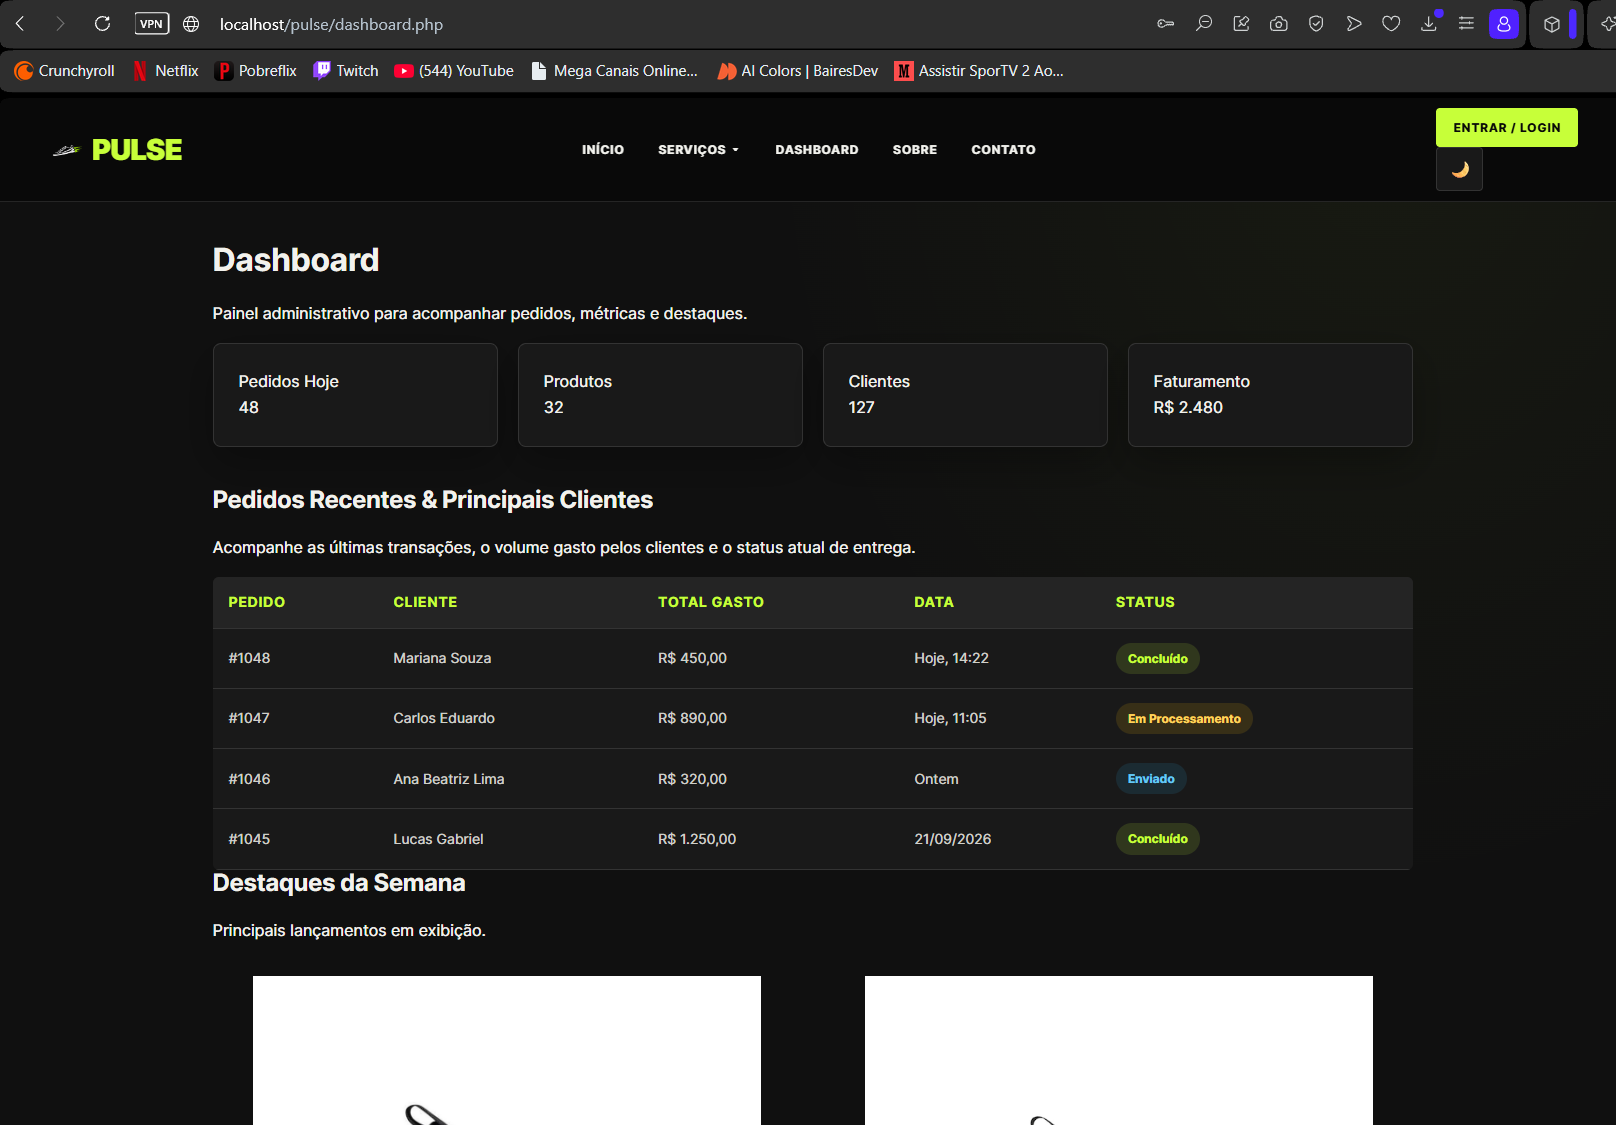 VPN localhost/pulse/dashboard.php
Crunchyroll Netflix Pobreflix Twitch (544) YouTube Mega Canais Online... AI Colors | BairesDev Assistir SporTV 2 Ao...
PULSE INÍCIO SERVIÇOS DASHBOARD SOBRE CONTATO ENTRAR / LOGIN
Dashboard
Painel administrativo para acompanhar pedidos, métricas e destaques.
Pedidos Hoje Produtos Clientes Faturamento
48 32 127 R$ 2.480
Pedidos Recentes & Principais Clientes
Acompanhe as últimas transações, o volume gasto pelos clientes e o status atual de entrega.
PEDIDO CLIENTE TOTAL GASTO DATA STATUS
#1048 Mariana Souza R$ 450,00 Hoje, 14:22 Concluído
#1047 Carlos Eduardo R$ 890,00 Hoje, 11:05 Em Processamento
#1046 Ana Beatriz Lima R$ 320,00 Ontem Enviado
#1045 Lucas Gabriel R$ 1.250,00 21/09/2026 Concluído
Destaques da Semana
Principais lançamentos em exibição.